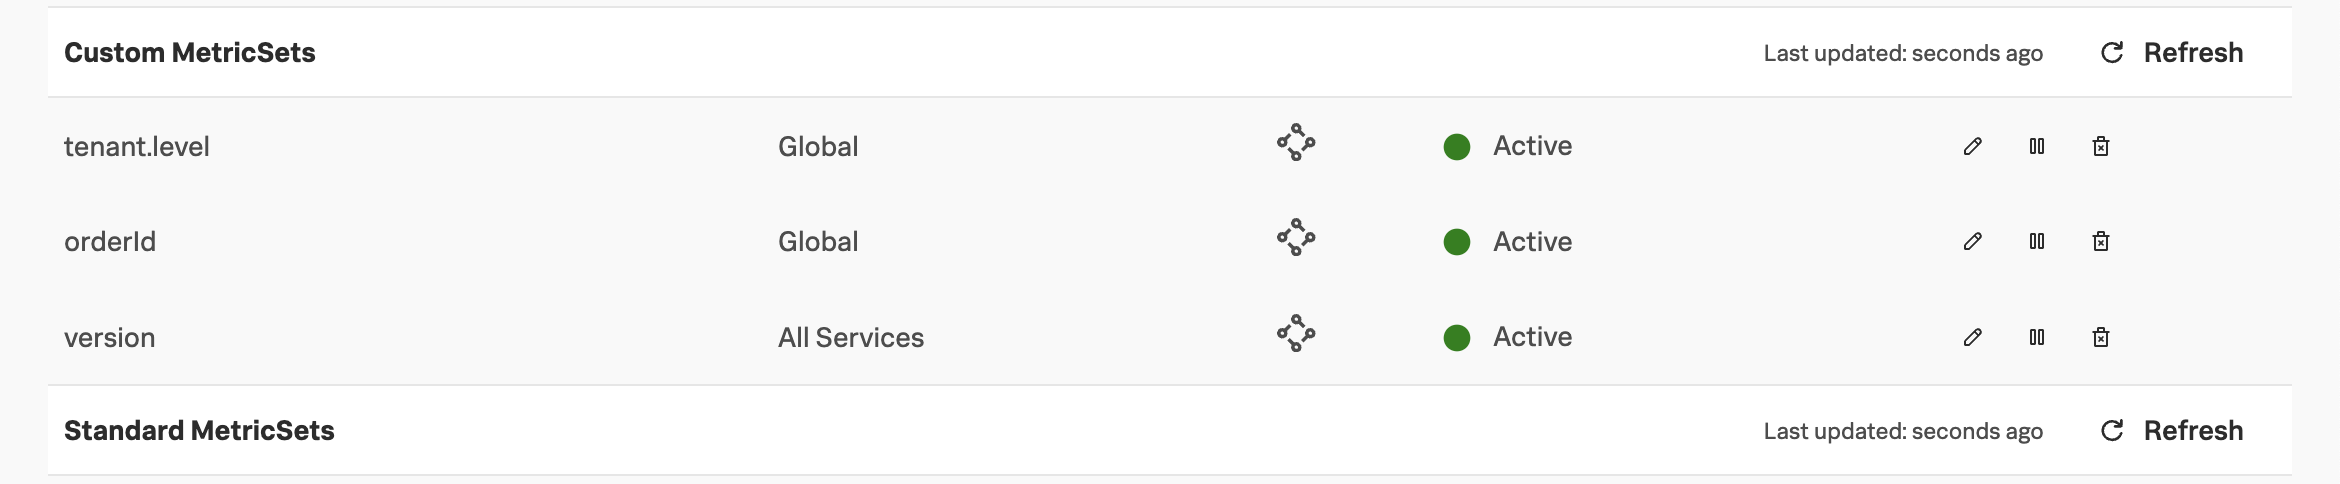 Custom MetricSets Last updated: seconds ago Refresh
tenant.level Global Active
orderId Global Active
version All Services Active
Standard MetricSets Last updated: seconds ago Refresh